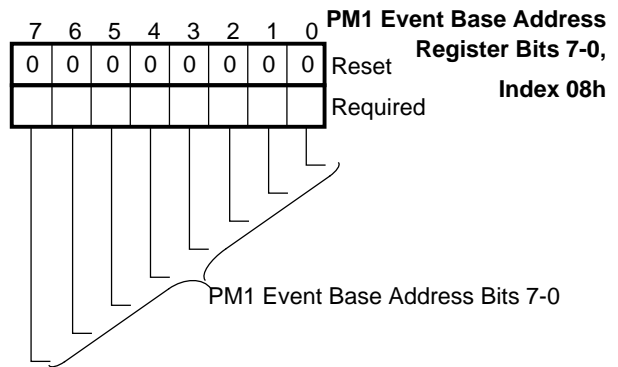 PM1 Event Base Address
Register Bits 7-0,
Index 08h
7 6 5 4 3 2 1 0
0 0 0 0 0 0 0 0 Reset
Required
PM1 Event Base Address Bits 7-0